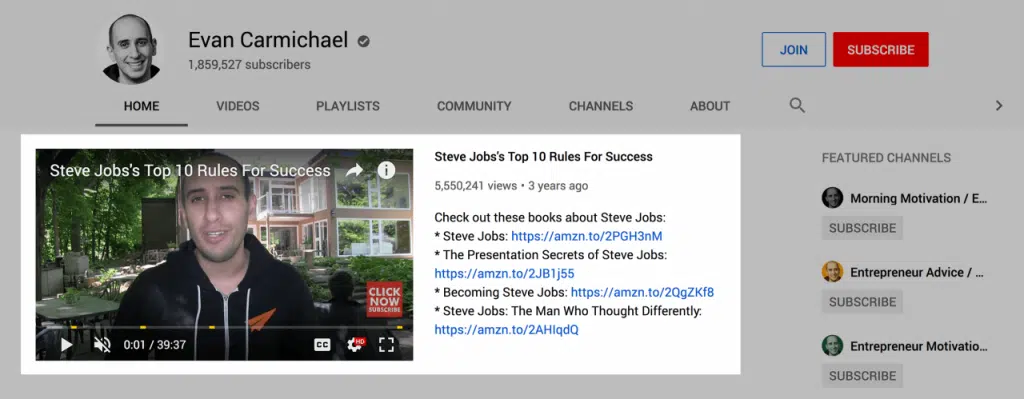 Evan Carmichael
1,859,527 subscribers
JOIN
SUBSCRIBE
HOME
VIDEOS
PLAYLISTS
COMMUNITY
CHANNELS
ABOUT
Steve Jobs's Top 10 Rules For Success
CLICK
NOW
SUBSCRIBE
0:01 / 39:37
CC
HD
Steve Jobs's Top 10 Rules For Success
5,550,241 views • 3 years ago
Check out these books about Steve Jobs:
* Steve Jobs: https://amzn.to/2PGH3nM
* The Presentation Secrets of Steve Jobs:
https://amzn.to/2JB1j55
* Becoming Steve Jobs: https://amzn.to/2QgZKf8
* Steve Jobs: The Man Who Thought Differently:
https://amzn.to/2AHIqdQ
FEATURED CHANNELS
Morning Motivation / E...
SUBSCRIBE
Entrepreneur Advice / ...
SUBSCRIBE
Entrepreneur Motivatio...
SUBSCRIBE